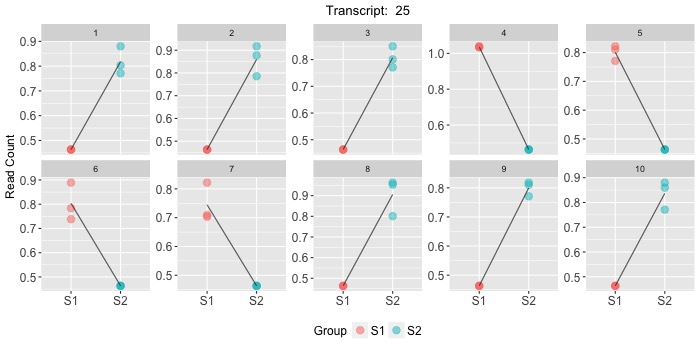 Transcript: 25
1 2 3 4 5
0.9 0.9 0.8 1.0 0.8
0.8 0.8 0.7 0.8 0.7
0.7 0.7 0.6 0.6 0.6
0.6 0.6 0.5 0.5
0.5 0.5
Read Count
6 7 8 9 10
0.9 0.8 0.9 0.8 0.9
0.8 0.7 0.8 0.7 0.8
0.7 0.6 0.7 0.6 0.7
0.6 0.5 0.6 0.5 0.6
0.5 0.5 0.5
S1 S2 S1 S2 S1 S2 S1 S2 S1 S2
Group S1 S2